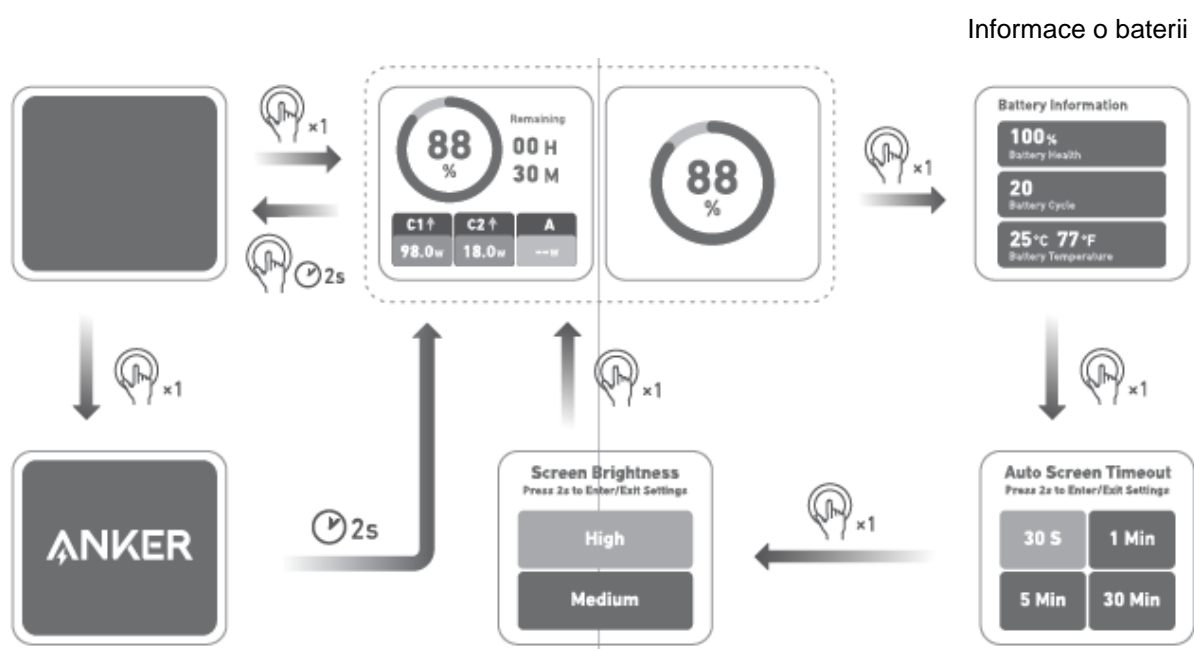 Informace o baterii
×1
2s
88
%
Remaining
00 H
30 M
C1↑ C2↑ A
98.0w 18.0w --w
88
%
×1
Battery Information
100%
Battery Health
20
Battery Cycle
25°C 77°F
Battery Temperature
×1
×1
×1
ANKER
2s
Screen Brightness
Press 2s to Enter/Exit Settings
High
Medium
×1
Auto Screen Timeout
Press 2s to Enter/Exit Settings
30 S 1 Min
5 Min 30 Min